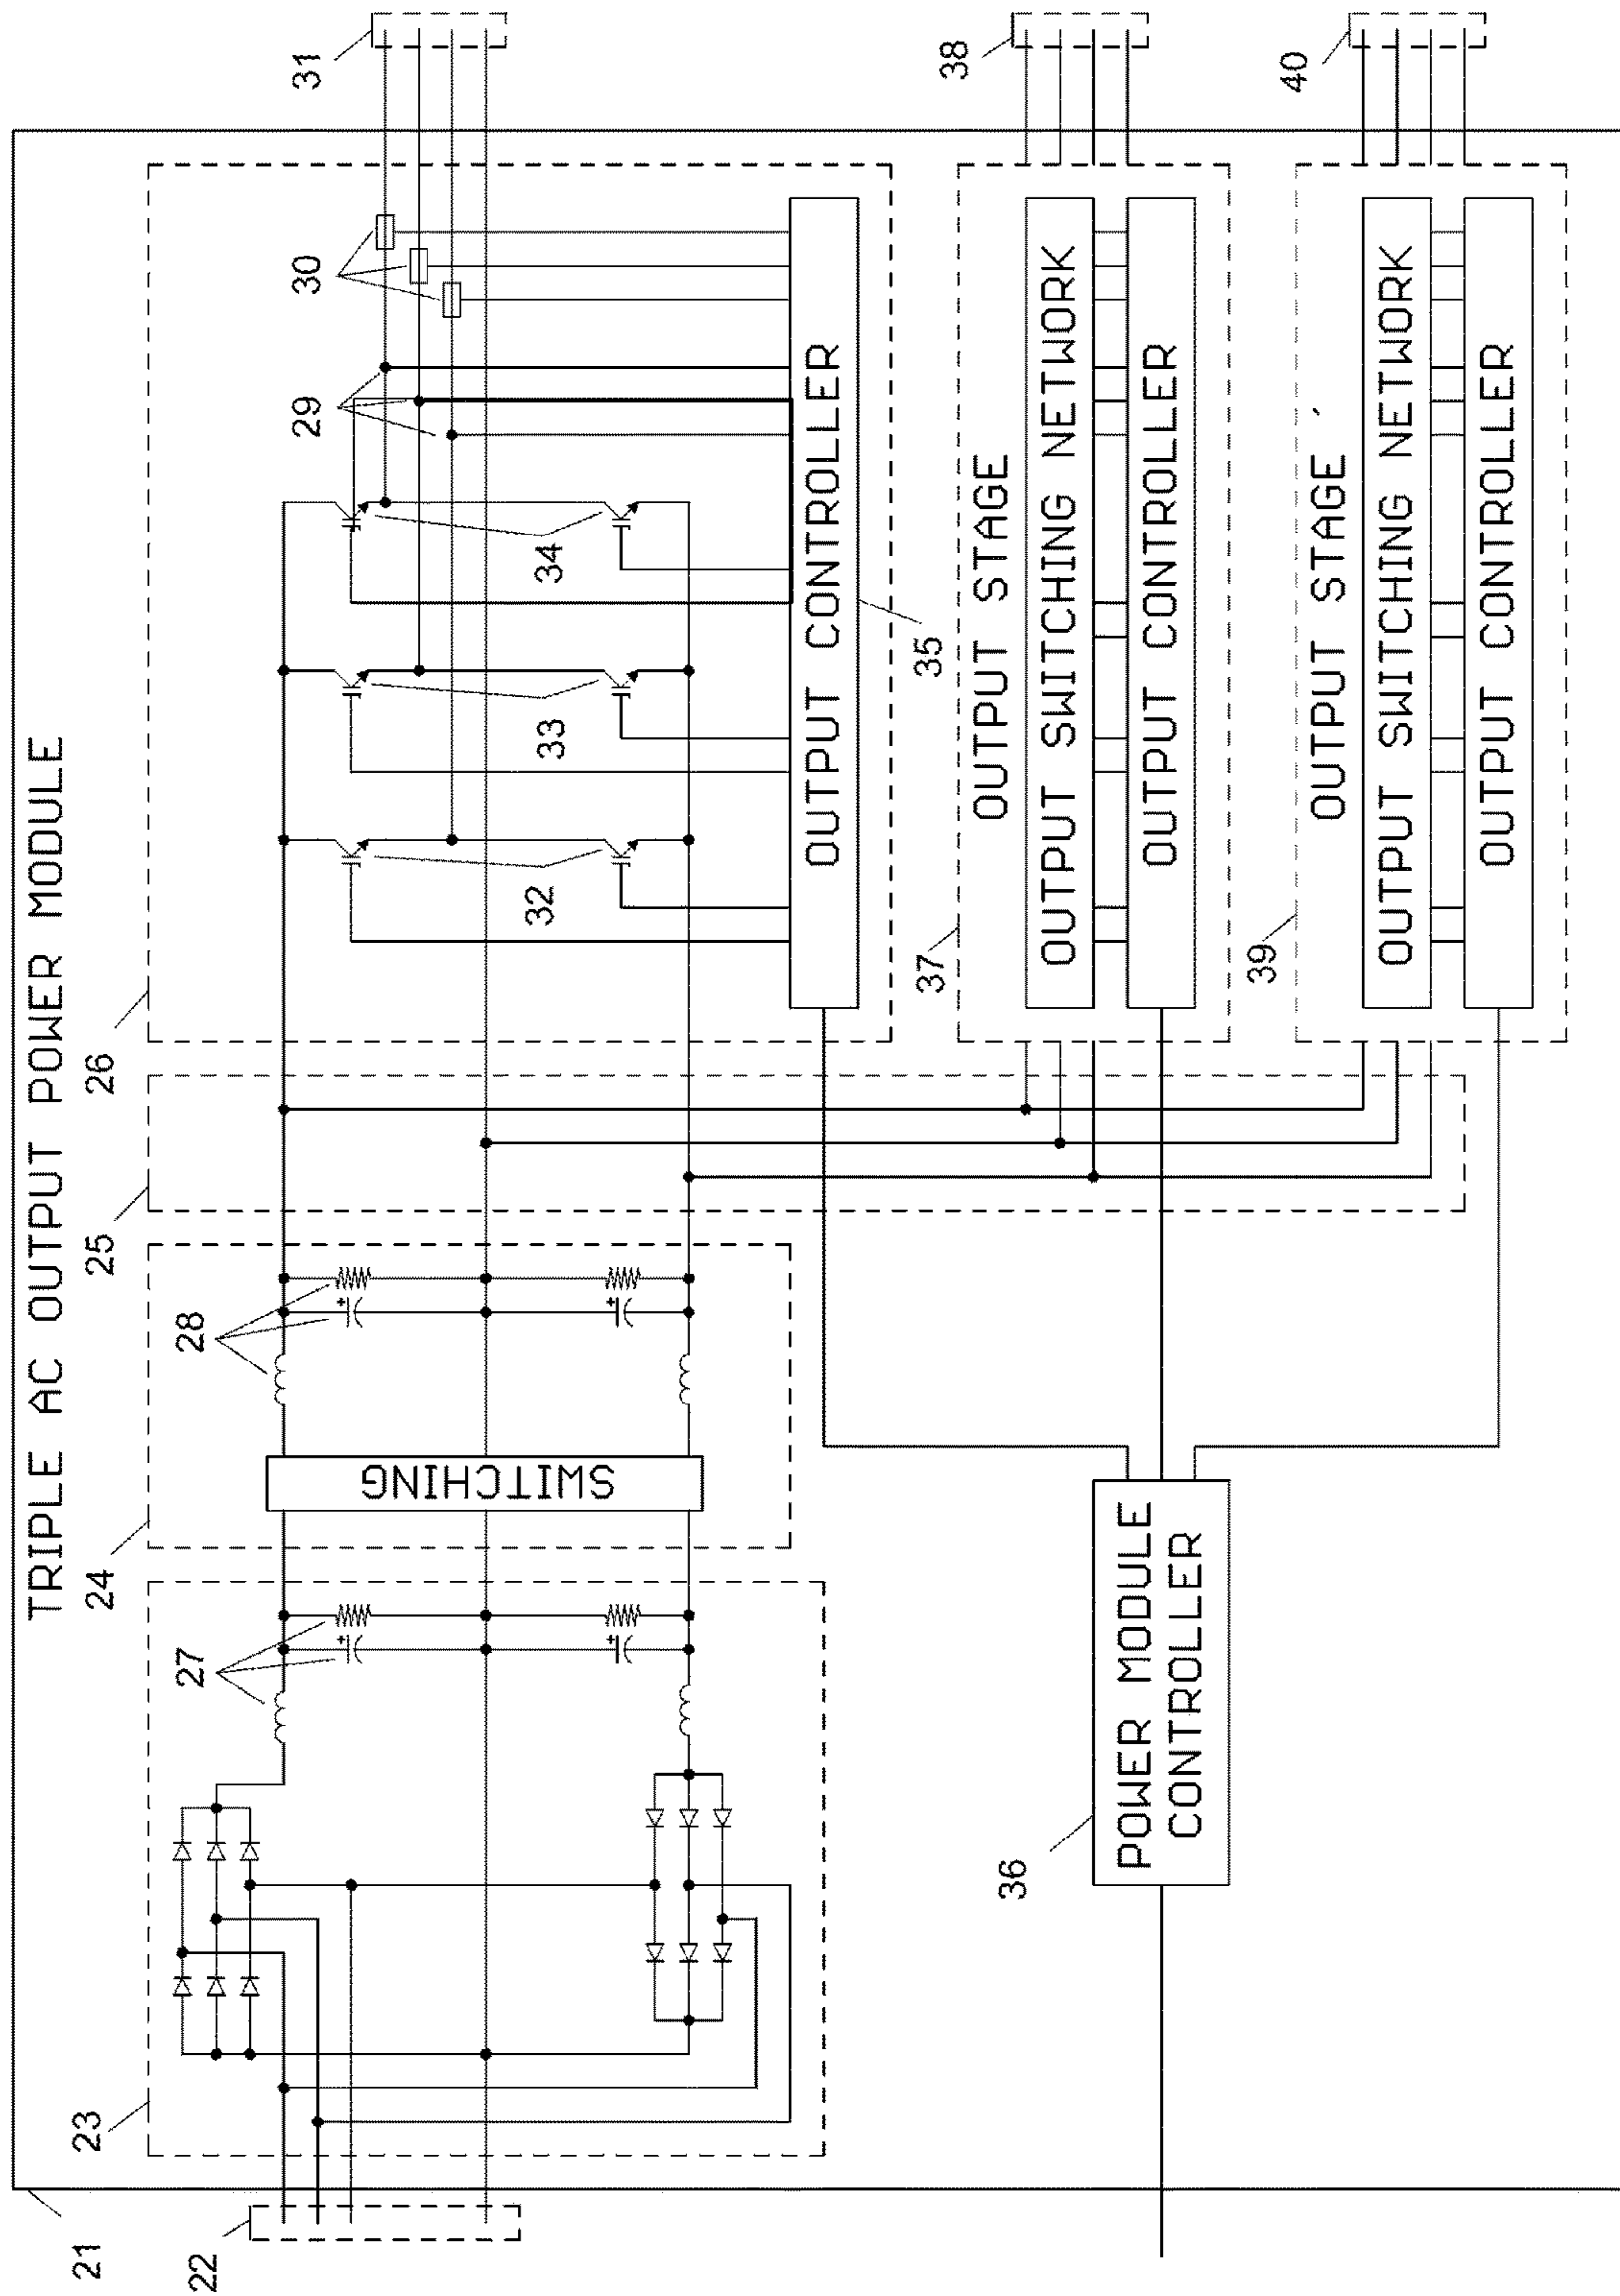 TRIPLE AC OUTPUT POWER MODULE
21
22
23
24
25
26
27
28
29
30
31
32
33
34
35
SWITCHING
OUTPUT CONTROLLER
36
POWER MODULE
CONTROLLER
37
38
OUTPUT STAGE
OUTPUT SWITCHING NETWORK
OUTPUT CONTROLLER
39
40
OUTPUT STAGE
OUTPUT SWITCHING NETWORK
OUTPUT CONTROLLER